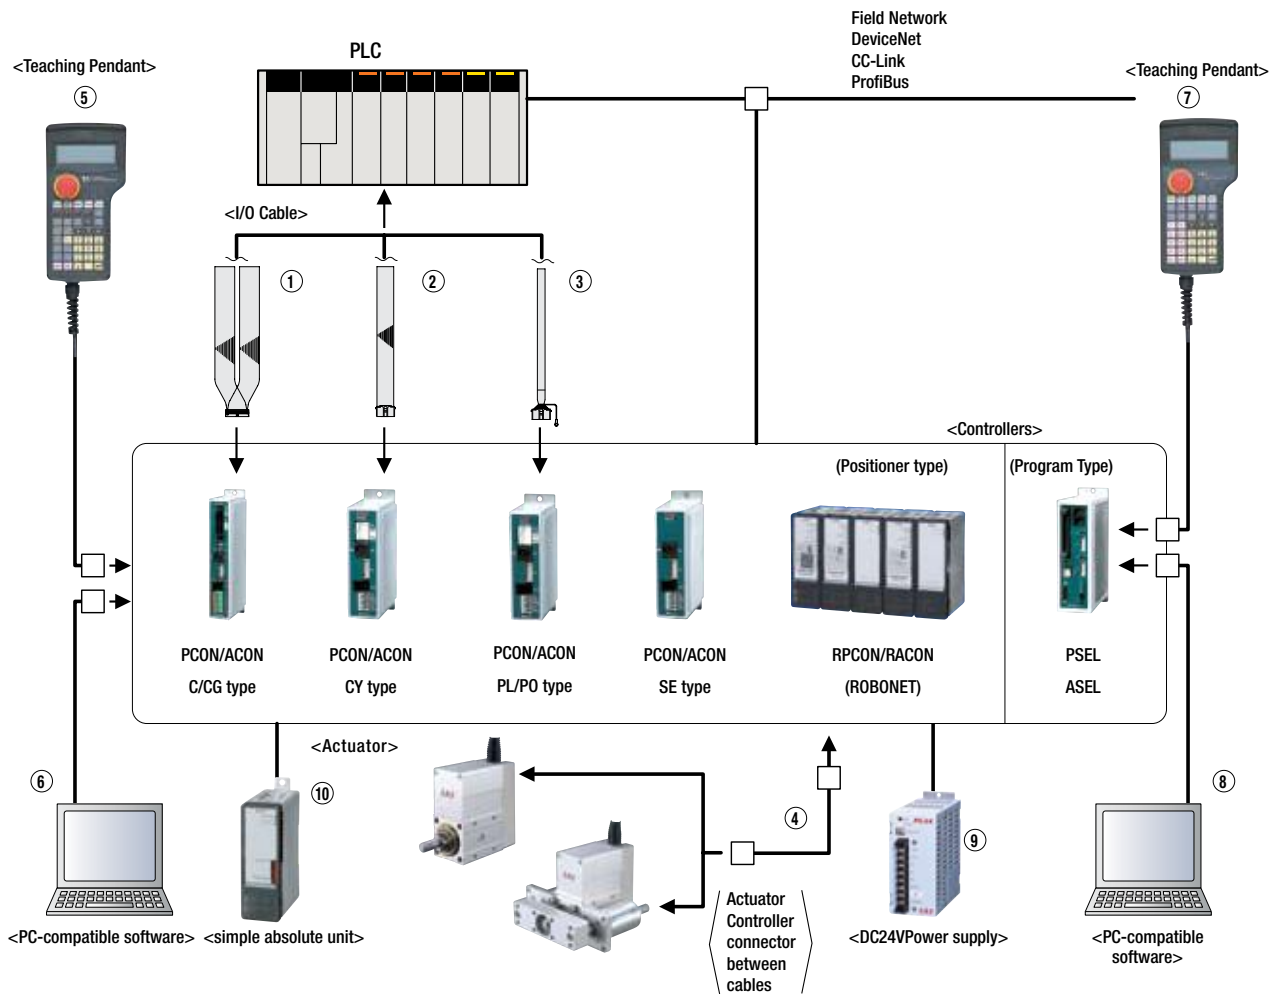 Field Network
DeviceNet
CC-Link
ProfiBus
PLC
<Teaching Pendant>
⑤
<Teaching Pendant>
⑦
<I/O Cable>
①
②
③
<Controllers>
(Positioner type)
(Program Type)
PCON/ACON
C/CG type
PCON/ACON
CY type
PCON/ACON
PL/PO type
PCON/ACON
SE type
RPCON/RACON
(ROBONET)
PSEL
ASEL
<Actuator>
⑥
⑩
④
⑨
⑧
<PC-compatible software>
<simple absolute unit>
Actuator
Controller
connector
between
cables
<DC24VPower supply>
<PC-compatible
software>